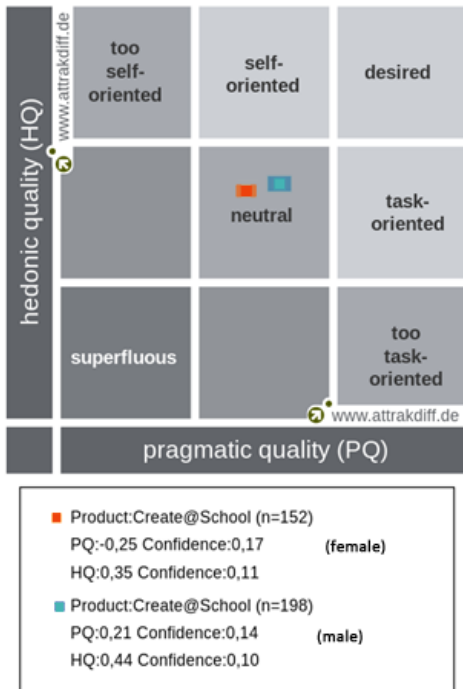 hedonic quality (HQ)
www.attrakdiff.de
too
self-
oriented
self-
oriented
desired
neutral
task-
oriented
superfluous
too
task-
oriented
www.attrakdiff.de
pragmatic quality (PQ)
Product:Create@School (n=152)
PQ:-0,25 Confidence:0,17 (female)
HQ:0,35 Confidence:0,11
Product:Create@School (n=198)
PQ:0,21 Confidence:0,14 (male)
HQ:0,44 Confidence:0,10